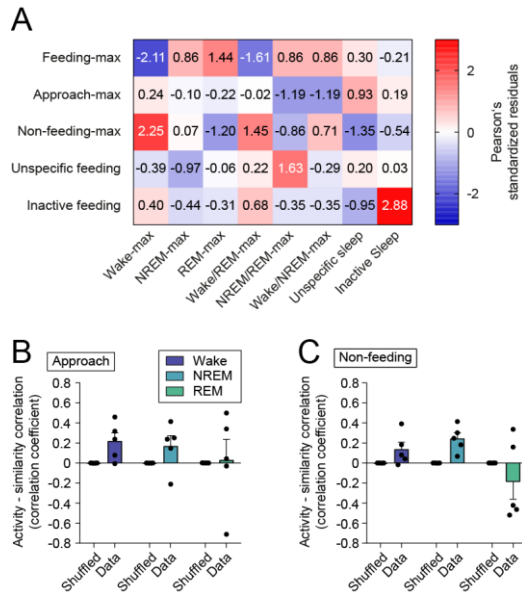 A
Feeding-max -2.11 0.86 1.44 -1.61 0.86 0.86 0.30 -0.21
Approach-max 0.24 -0.10 -0.22 -0.02 -1.19 -1.19 0.93 0.19
Non-feeding-max 2.25 0.07 -1.20 1.45 -0.86 0.71 -1.35 -0.54
Unspecific feeding -0.39 -0.97 -0.06 0.22 1.63 -0.29 0.20 0.03
Inactive feeding 0.40 -0.44 -0.31 0.68 -0.35 -0.35 -0.95 2.88
Wake-max
NREM-max
REM-max
Wake/REM-max
NREM/REM-max
Wake/NREM-max
Unspecific sleep
Inactive Sleep
2
0
-2
Pearson's
standardized residuals
B
Approach
Wake
NREM
REM
Activity - similarity correlation
(correlation coefficient)
0.8
0.6
0.4
0.2
0
-0.2
-0.4
-0.6
-0.8
Shuffled
Data
Shuffled
Data
Shuffled
Data
C
Non-feeding
Activity - similarity correlation
(correlation coefficient)
0.8
0.6
0.4
0.2
0
-0.2
-0.4
-0.6
-0.8
Shuffled
Data
Shuffled
Data
Shuffled
Data